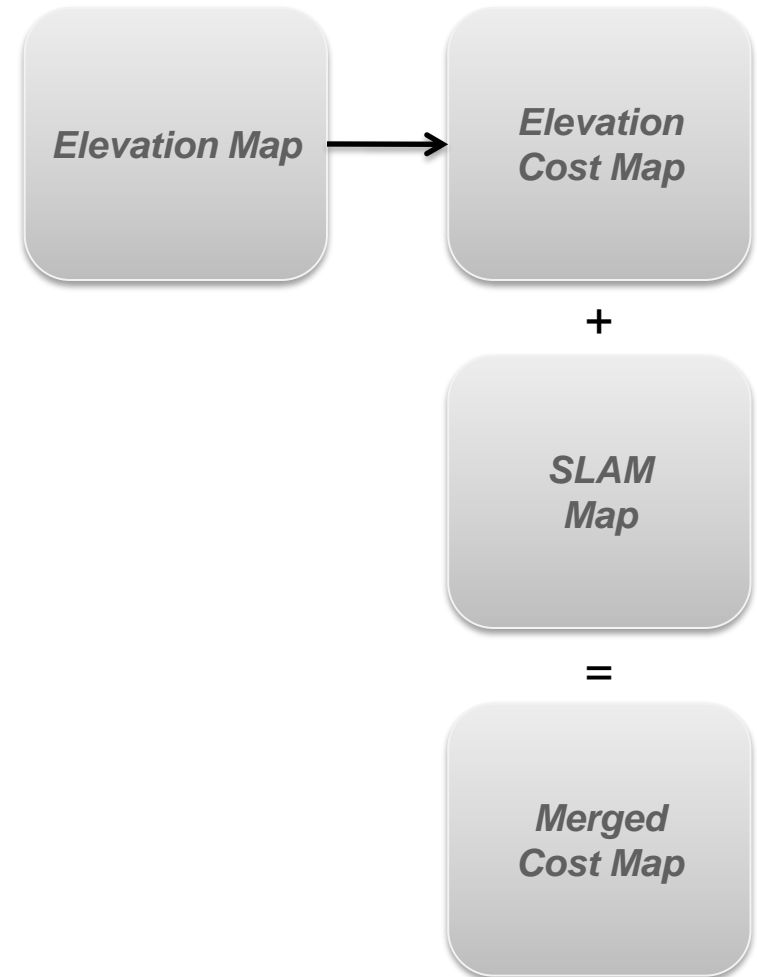 Elevation Map
Elevation
Cost Map
+
SLAM
Map
=
Merged
Cost Map